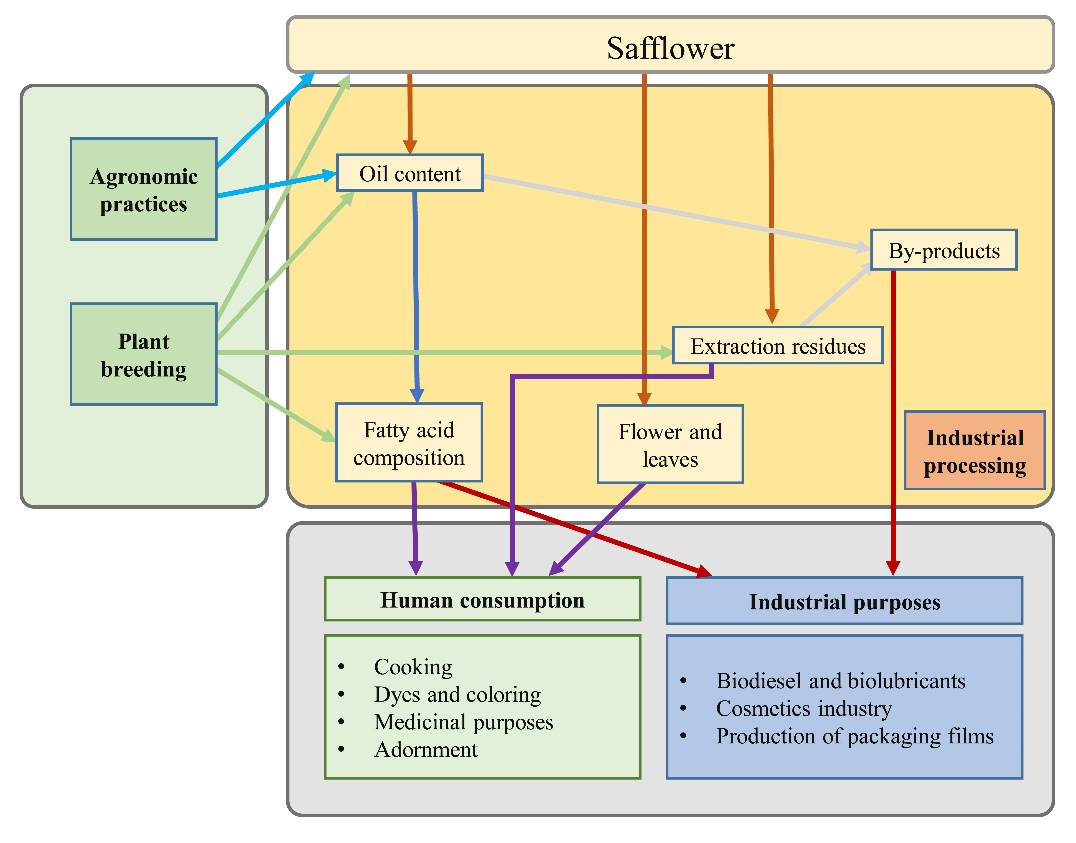 Safflower
Agronomic
practices
Oil content
By-products
Plant
breeding
Extraction residues
Fatty acid
composition
Flower and
leaves
Industrial
processing
Human consumption
Industrial purposes
• Cooking
• Dyes and coloring
• Medicinal purposes
• Adornment
• Biodiesel and biolubricants
• Cosmetics industry
• Production of packaging films